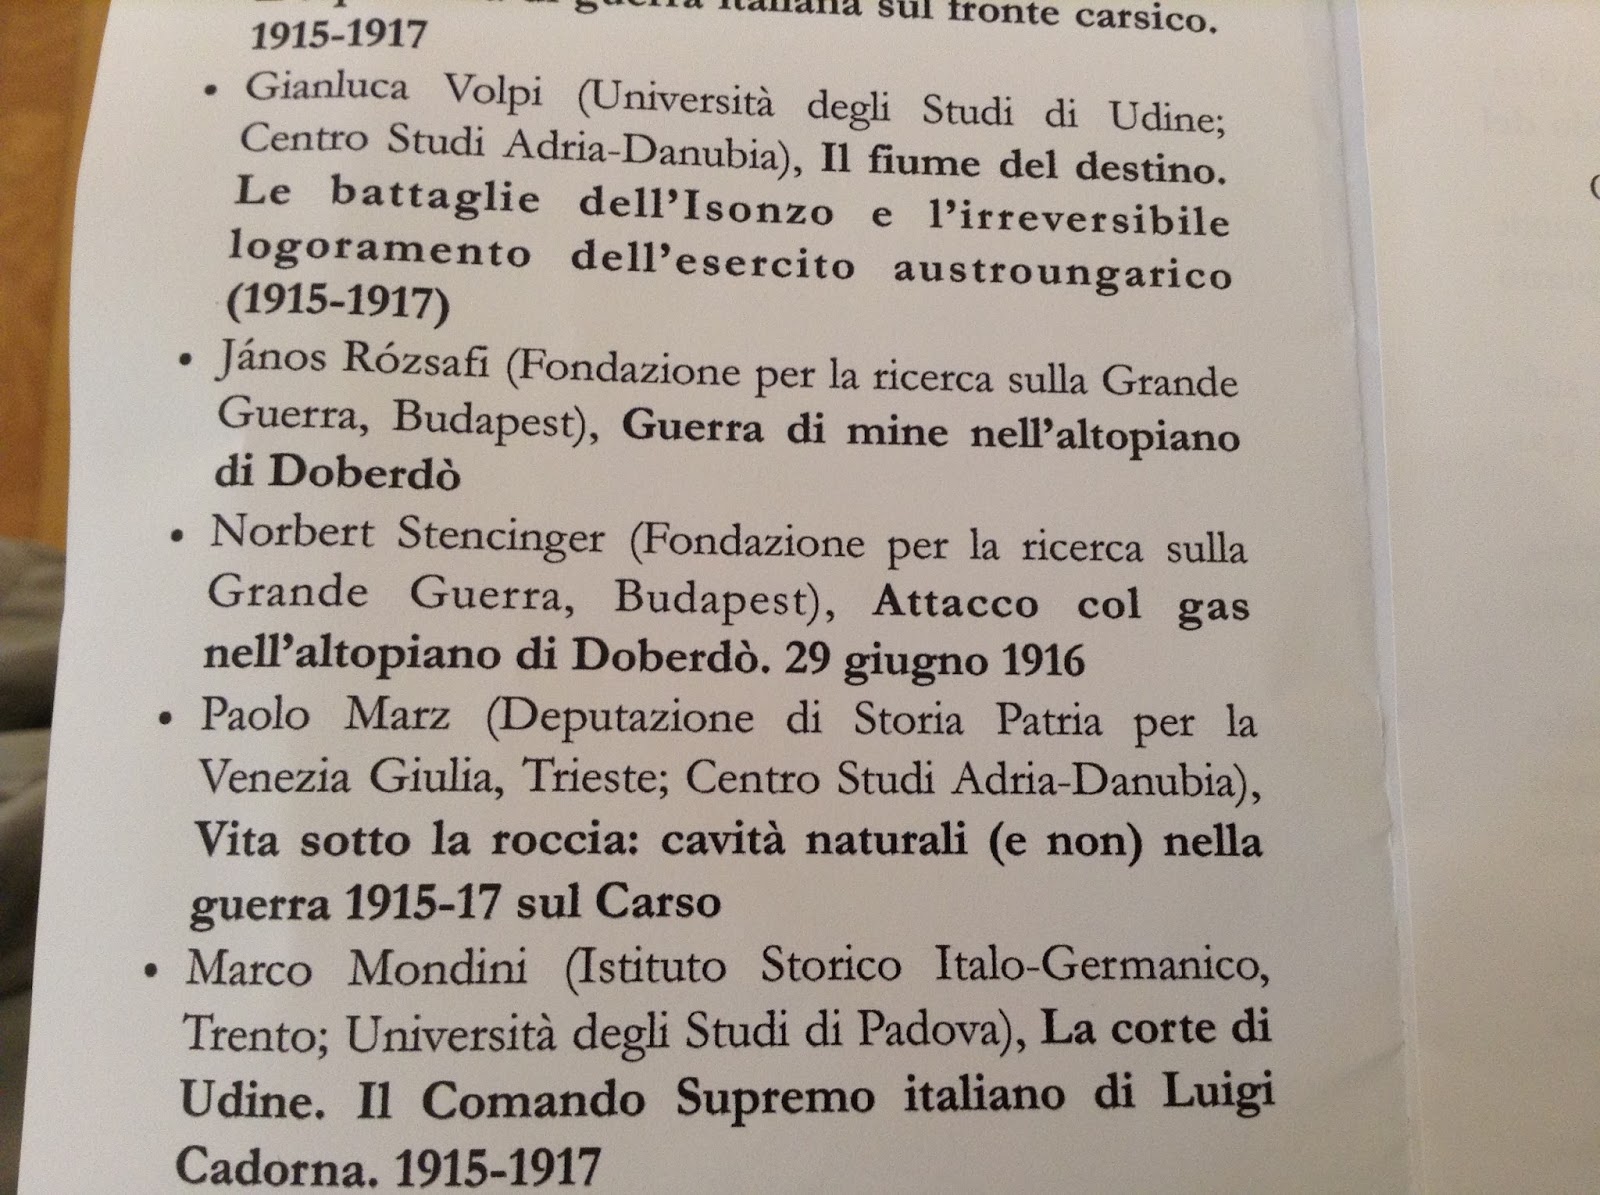 guerra italiana sul fronte carsico.
1915-1917
• Gianluca Volpi (Università degli Studi di Udine;
Centro Studi Adria-Danubia), Il fiume del destino.
Le battaglie dell'Isonzo e l'irreversibile
logoramento dell'esercito austroungarico
(1915-1917)
• János Rózsafi (Fondazione per la ricerca sulla Grande
Guerra, Budapest), Guerra di mine nell'altopiano
di Doberdò
• Norbert Stencinger (Fondazione per la ricerca sulla
Grande Guerra, Budapest), Attacco col gas
nell'altopiano di Doberdò. 29 giugno 1916
• Paolo Marz (Deputazione di Storia Patria per la
Venezia Giulia, Trieste; Centro Studi Adria-Danubia),
Vita sotto la roccia: cavità naturali (e non) nella
guerra 1915-17 sul Carso
• Marco Mondini (Istituto Storico Italo-Germanico,
Trento; Università degli Studi di Padova), La corte di
Udine. Il Comando Supremo italiano di Luigi
Cadorna. 1915-1917